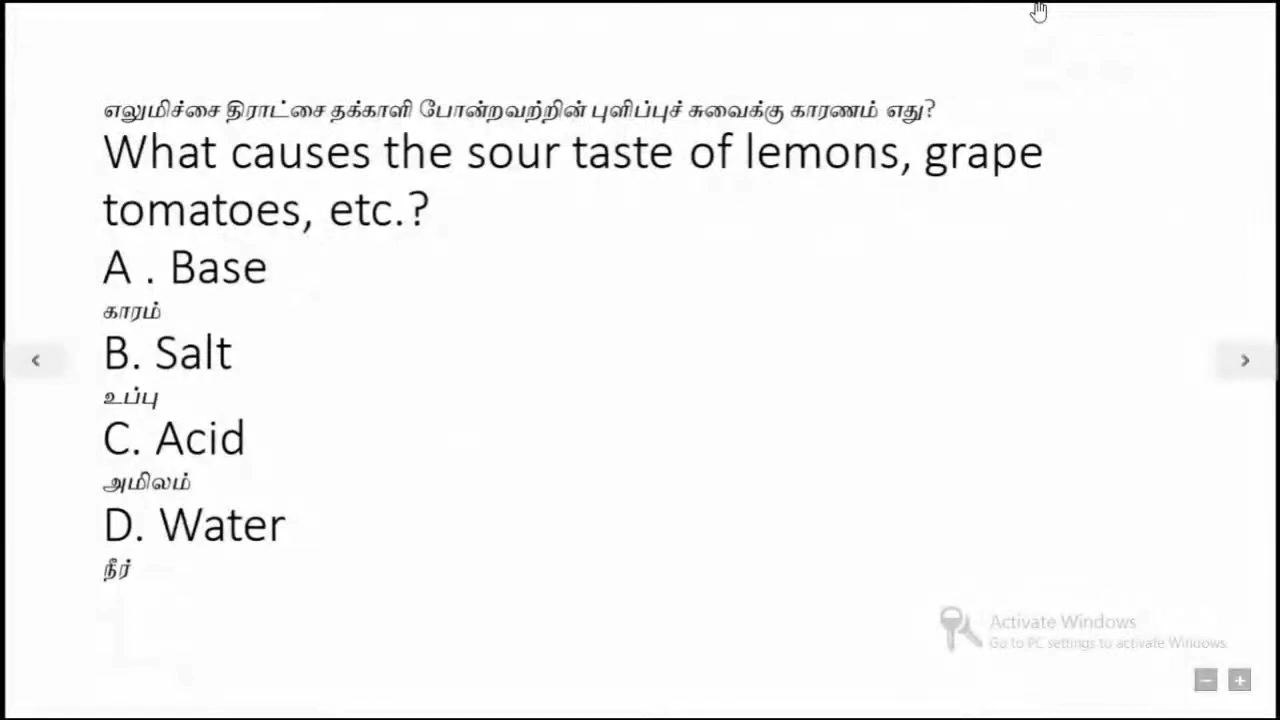 எலுமிச்சை திராட்சை தக்காளி போன்றவற்றின் புளிப்புச் சுவைக்கு காரணம் எது?
What causes the sour taste of lemons, grape
tomatoes, etc.?
A . Base
காரம்
B. Salt
உப்பு
C. Acid
அமிலம்
D. Water
நீர்
Activate Windows
Go to PC settings to activate Windows.